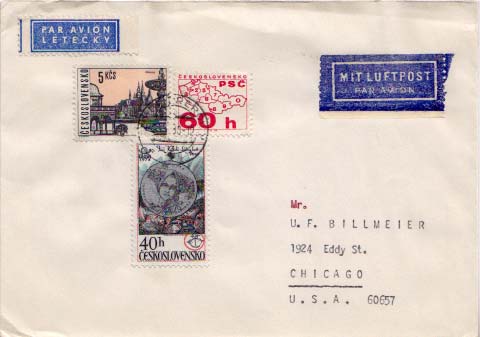 PAR AVION
LETECKY
MIT LUFTPOST
PAR AVION
5 KČS
ČESKOSLOVENSKO
ČESKOSLOVENSKO
PSČ
60 h
40h
ČESKOSLOVENSKO
Mr.
U. F. BILLMEIER
1924 Eddy St.
CHICAGO
U. S. A. 60657